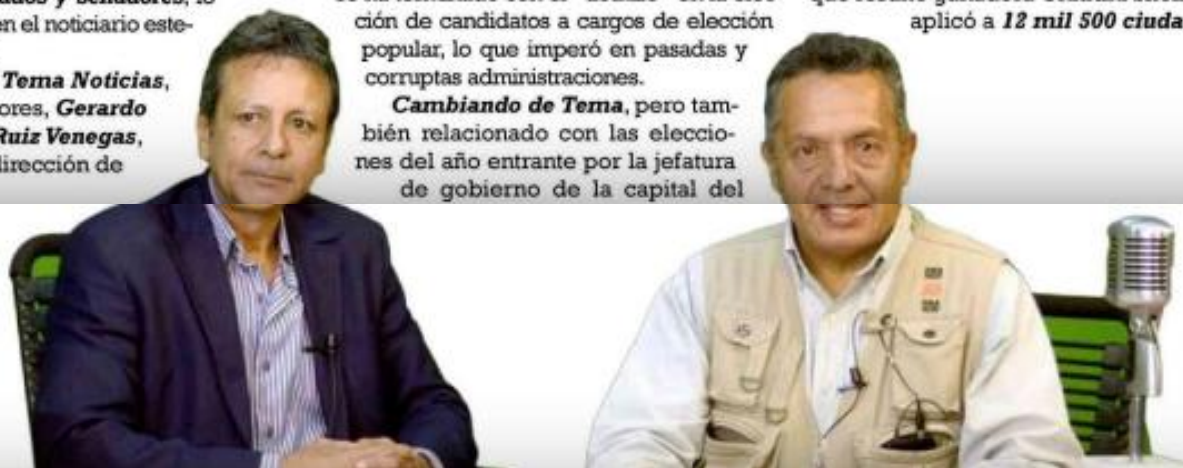 en el noticiario este-
Tema Noticias,
ores, Gerardo
Ruiz Venegas,
dirección de
ción de candidatos a cargos de elección
popular, lo que imperó en pasadas y
corruptas administraciones.
Cambiando de Tema, pero tam-
bién relacionado con las eleccio-
nes del año entrante por la jefatura
de gobierno de la capital del
aplicó a 12 mil 500 ciuda